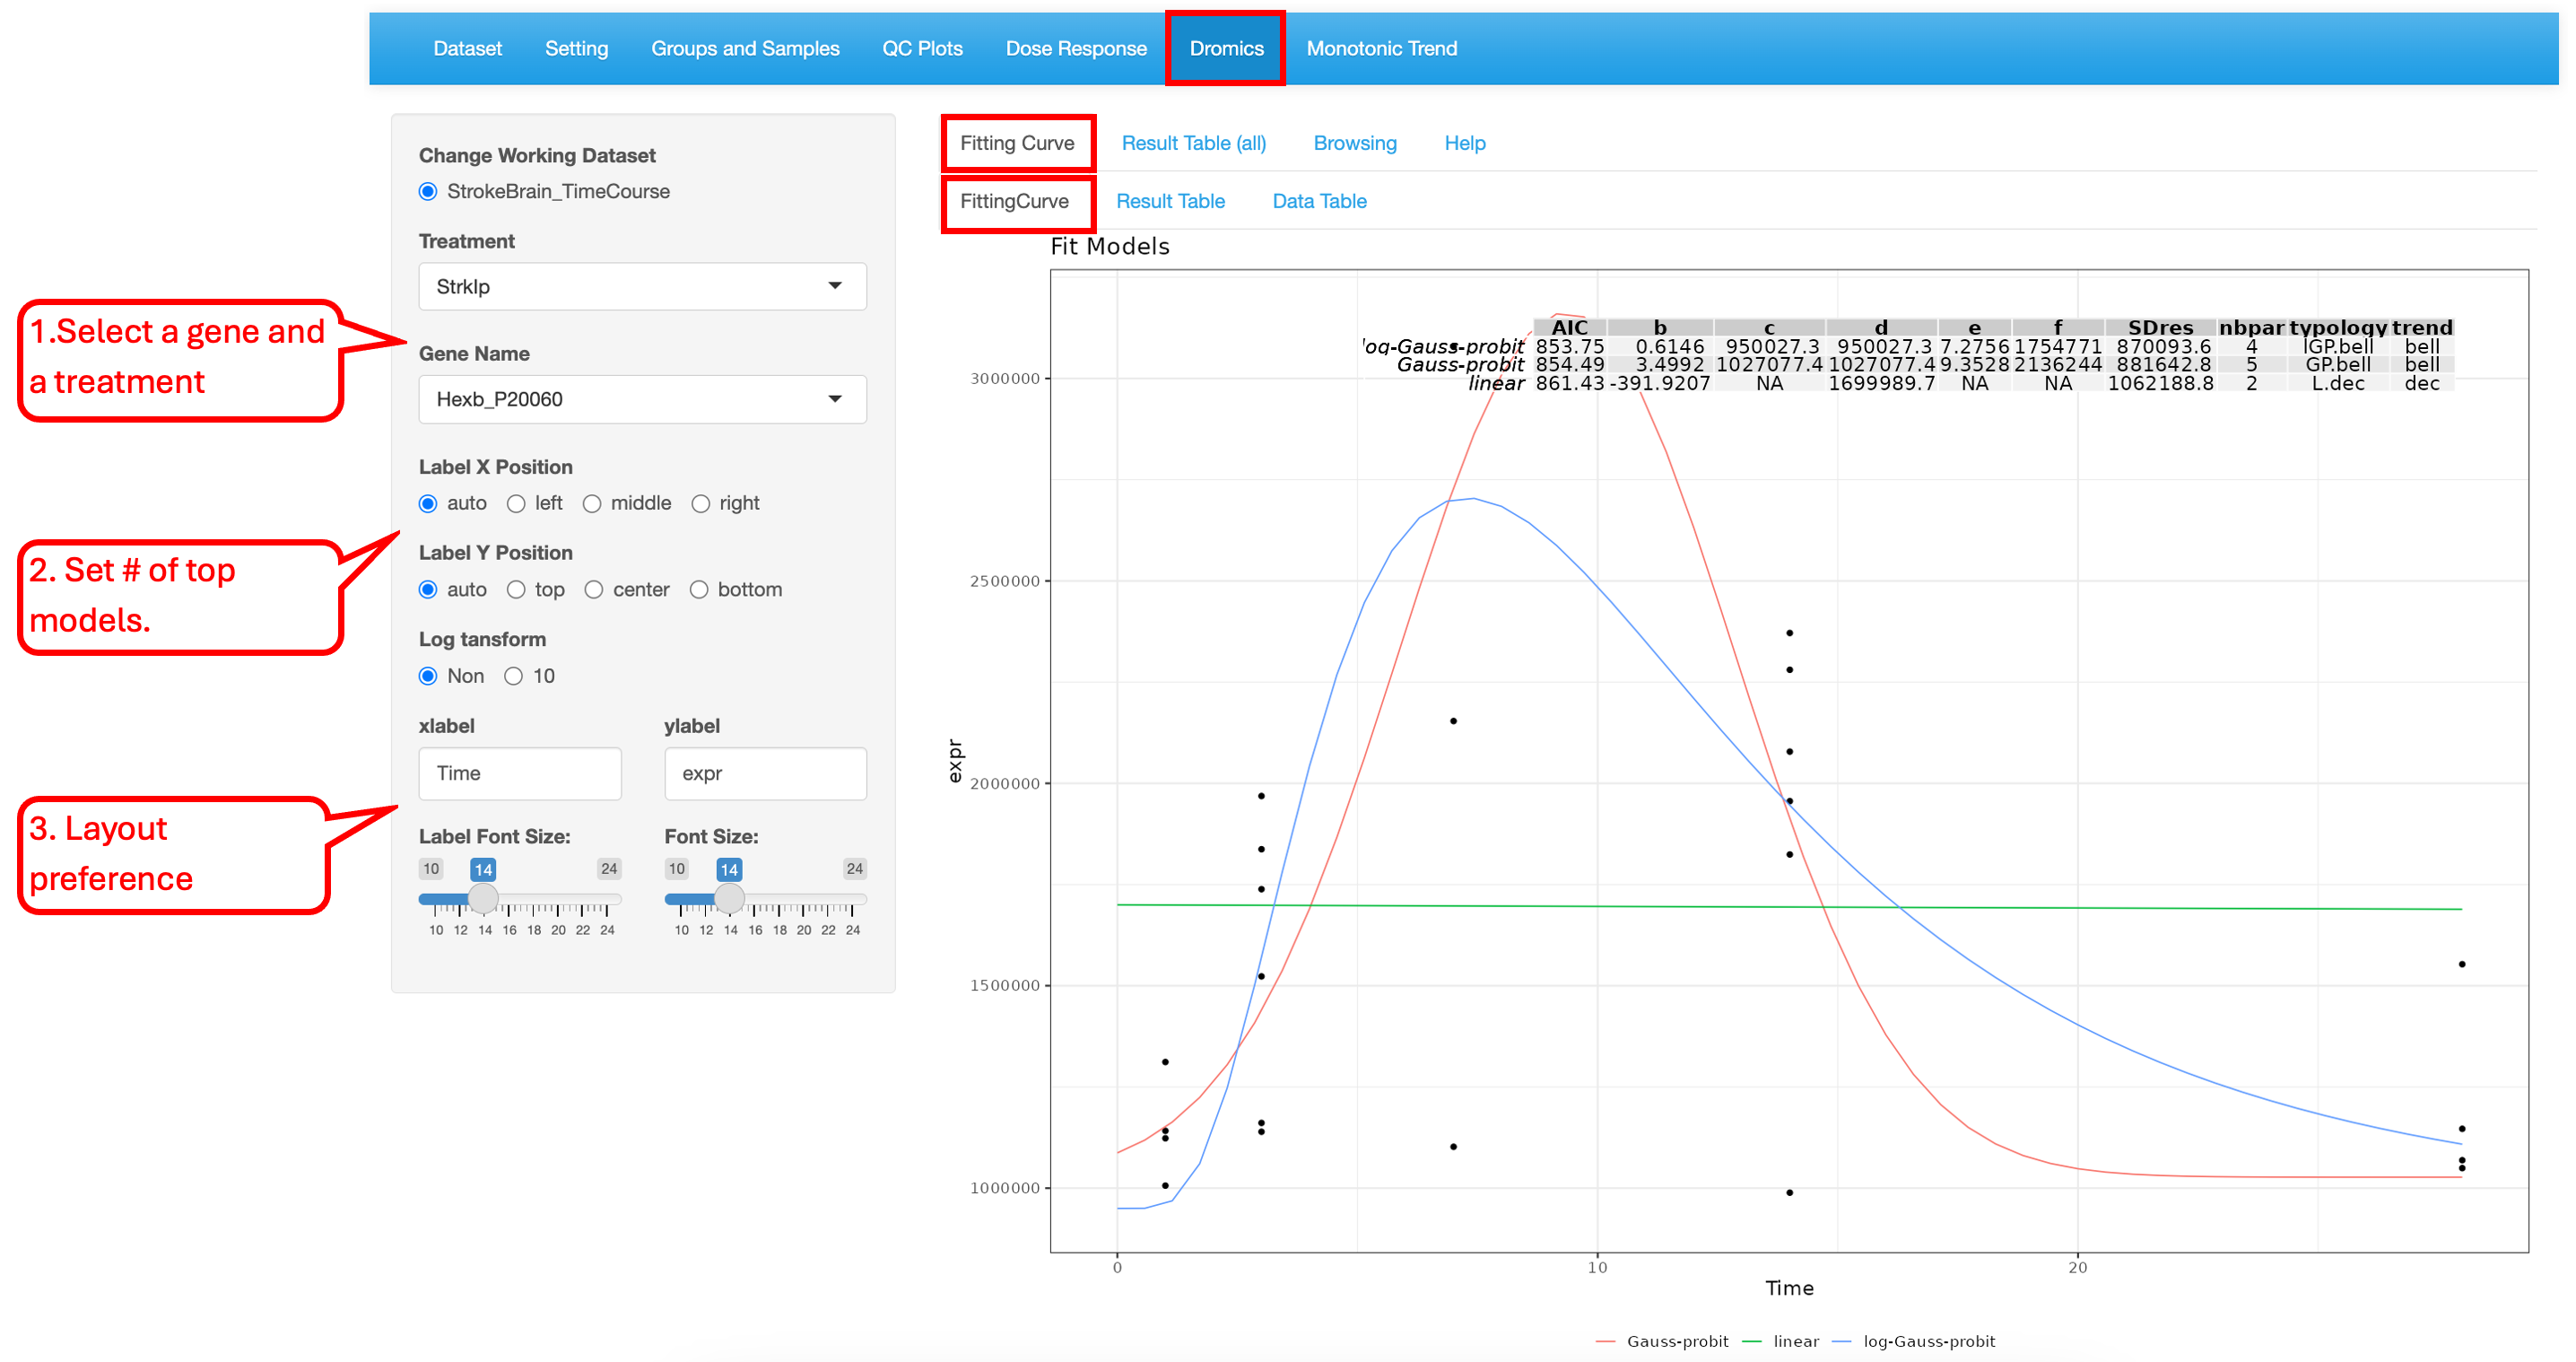 Dataset Setting Groups and Samples QC Plots Dose Response Dromics Monotonic Trend
Change Working Dataset
StrokeBrain_TimeCourse
Treatment
StrkIp
Gene Name
Hexb_P20060
Label X Position
auto left middle right
Label Y Position
auto top center bottom
Log tansform
Non 10
xlabel ylabel
Time expr
Label Font Size: Font Size:
10 14 24 10 14 24
10 12 14 16 18 20 22 24 10 12 14 16 18 20 22 24
1.Select a gene and
a treatment
2. Set # of top
models.
3. Layout
preference
Fitting Curve Result Table (all) Browsing Help
FittingCurve Result Table Data Table
Fit Models
AIC b c d e f SDres nbpar typology trend
log-Gauss-probit 853.75 0.6146 950027.3 950027.3 7.2756 1754771 870093.6 4 lGP.bell bell
Gauss-probit 854.49 3.4992 1027077.4 1027077.4 9.3528 2136244 881642.8 5 GP.bell bell
linear 861.43 -391.9207 NA 1699989.7 NA NA 1062188.8 2 L.dec dec
3000000
2500000
2000000
1500000
1000000
expr
0 10 20
Time
Gauss-probit linear log-Gauss-probit